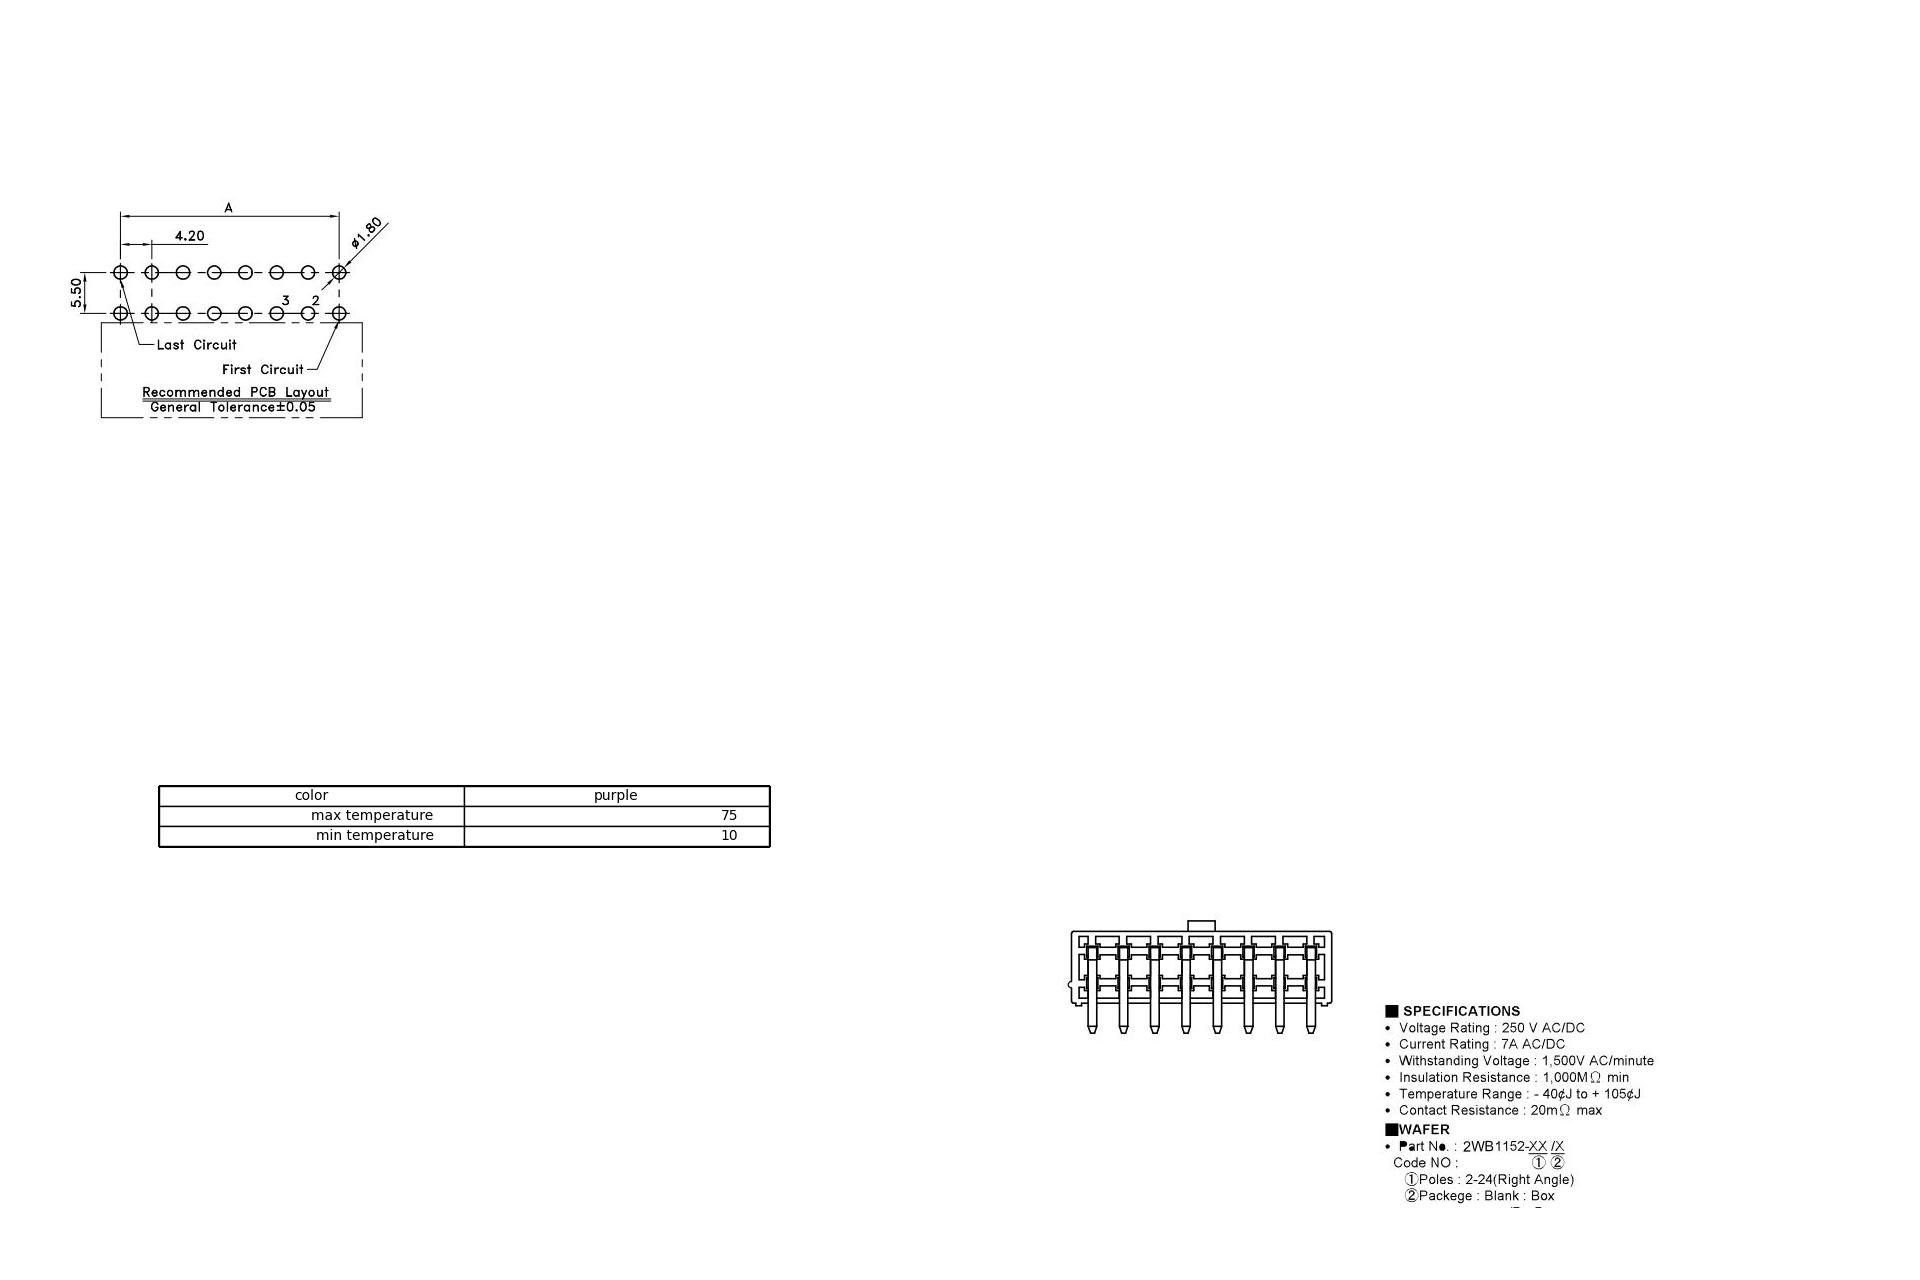 A
4.20
ø1.80
5.50
3 2
Last Circuit
First Circuit
Recommended PCB Layout
General Tolerance±0.05
color purple
max temperature 75
min temperature 10
■ SPECIFICATIONS
• Voltage Rating : 250 V AC/DC
• Current Rating : 7A AC/DC
• Withstanding Voltage : 1,500V AC/minute
• Insulation Resistance : 1,000MΩ min
• Temperature Range : - 40¢J to + 105¢J
• Contact Resistance : 20mΩ max
■WAFER
• Part No. : 2WB1152-XX /X
Code NO : ① ②
①Poles : 2-24(Right Angle)
②Packege : Blank : Box